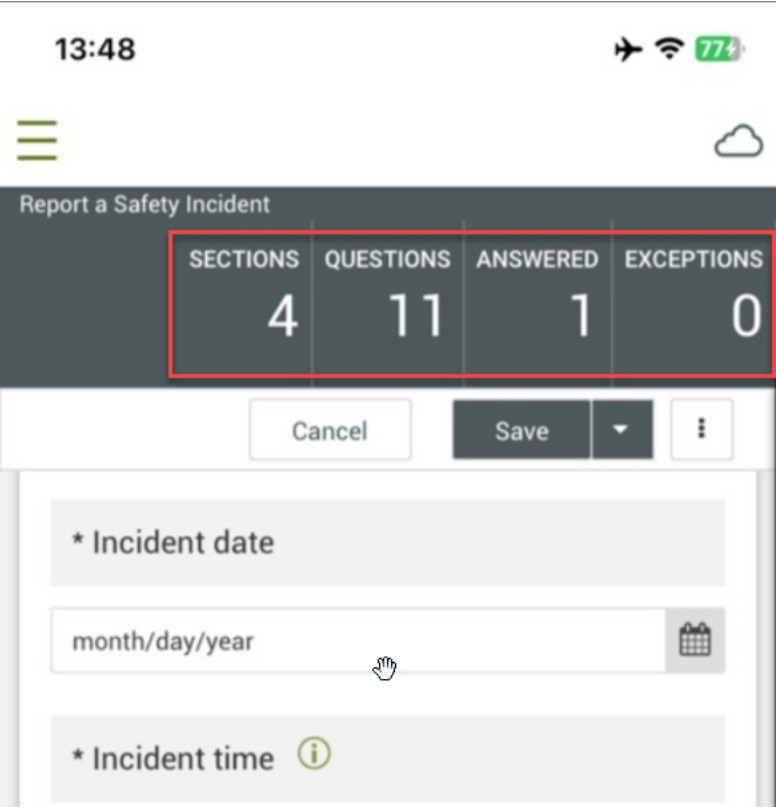 13:48
77
Report a Safety Incident
SECTIONS QUESTIONS ANSWERED EXCEPTIONS
4 11 1 0
Cancel Save
* Incident date
month/day/year
* Incident time